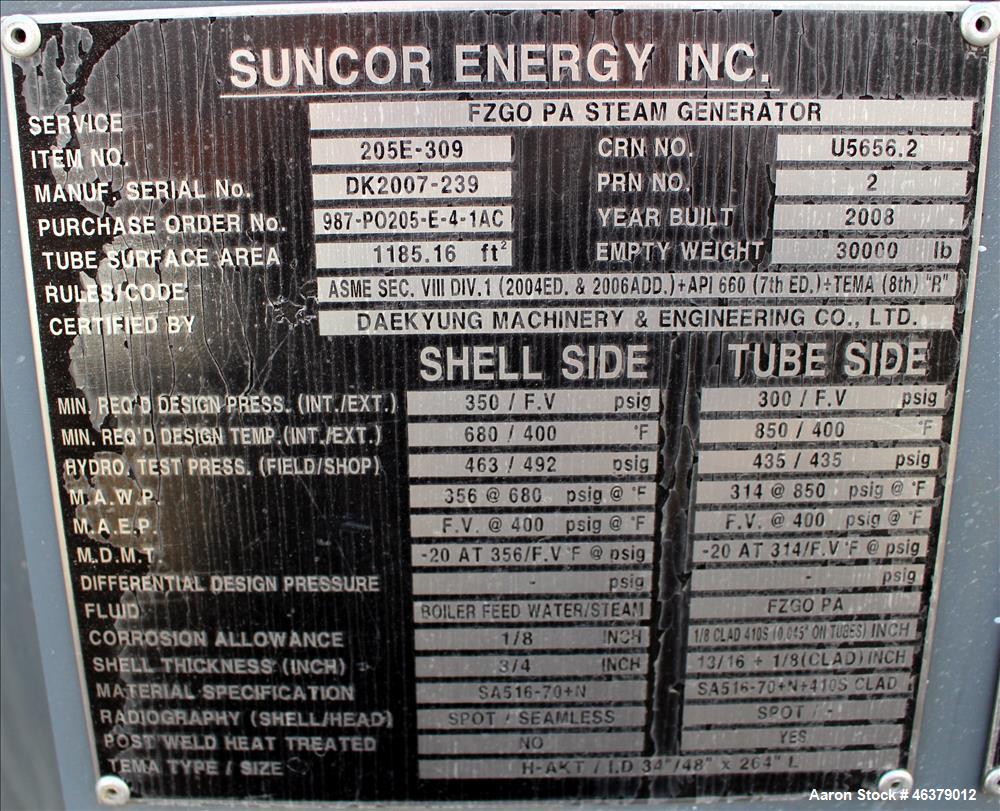 SUNCOR ENERGY INC.
SERVICE FZGO PA STEAM GENERATOR
ITEM NO. 205E-309 CRN NO. U5656.2
MANUF. SERIAL No. DK2007-239 PRN NO. 2
PURCHASE ORDER No. 987-PO205-E-4-1AC YEAR BUILT 2008
TUBE SURFACE AREA 1185.16 ft² EMPTY WEIGHT 30000 lb
RULES/CODE ASME SEC. VIII DIV.1 (2004ED. & 2006ADD.)+API 660 (7th ED.)+TEMA (8th) "R"
CERTIFIED BY DAEKYUNG MACHINERY & ENGINEERING CO., LTD.
SHELL SIDE TUBE SIDE
MIN. REQ'D DESIGN PRESS. (INT./EXT.) 350 / F.V psig 300 / F.V psig
MIN. REQ'D DESIGN TEMP.(INT./EXT.) 680 / 400 °F 850 / 400 °F
HYDRO. TEST PRESS. (FIELD/SHOP) 463 / 492 psig 435 / 435 psig
M.A.W.P. 356 @ 680 psig @ °F 314 @ 850 psig @ °F
M.A.E.P. F.V. @ 400 psig @ °F F.V. @ 400 psig @ °F
M.D.M.T. -20 AT 356/F.V °F @ psig -20 AT 314/F.V °F @ psig
DIFFERENTIAL DESIGN PRESSURE - psig - psig
FLUID BOILER FEED WATER/STEAM FZGO PA
CORROSION ALLOWANCE 1/8 INCH 1/8 CLAD 410S (0.045" ON TUBES) INCH
SHELL THICKNESS (INCH) 3/4 INCH 13/16 + 1/8(CLAD) INCH
MATERIAL SPECIFICATION SA516-70+N SA516-70+N+410S CLAD
RADIOGRAPHY (SHELL/HEAD) SPOT / SEAMLESS SPOT / -
POST WELD HEAT TREATED NO YES
TEMA TYPE / SIZE H-AKT / I.D 34"/48" x 264" L
Aaron Stock # 46379012